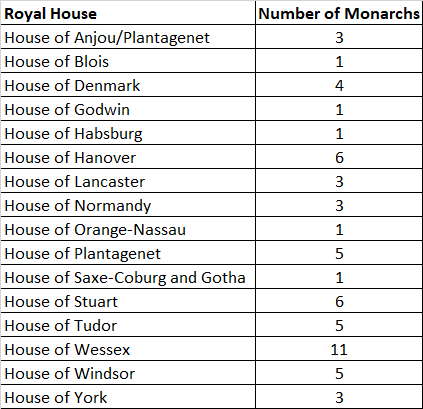 Royal House Number of Monarchs
House of Anjou/Plantagenet 3
House of Blois 1
House of Denmark 4
House of Godwin 1
House of Habsburg 1
House of Hanover 6
House of Lancaster 3
House of Normandy 3
House of Orange-Nassau 1
House of Plantagenet 5
House of Saxe-Coburg and Gotha 1
House of Stuart 6
House of Tudor 5
House of Wessex 11
House of Windsor 5
House of York 3